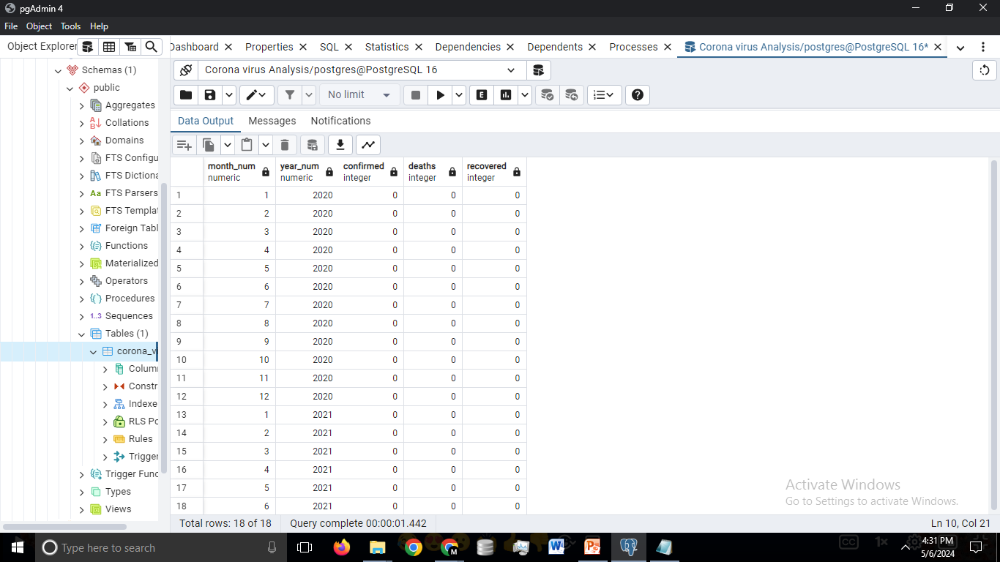 pgAdmin 4
File Object Tools Help
Object Explorer
Dashboard Properties SQL Statistics Dependencies Dependents Processes Corona virus Analysis/postgres@PostgreSQL 16*
Schemas (1)
public
Aggregates
Collations
Domains
FTS Configu
FTS Dictiona
FTS Parsers
FTS Templat
Foreign Tabl
Functions
Materialized
Operators
Procedures
1..3 Sequences
Tables (1)
corona_v
Colum
Constr
Indexe
RLS Po
Rules
Trigger
Trigger Func
Types
Views
Corona virus Analysis/postgres@PostgreSQL 16
No limit E
Data Output Messages Notifications
month_num year_num confirmed deaths recovered
numeric numeric integer integer integer
1 1 2020 0 0 0
2 2 2020 0 0 0
3 3 2020 0 0 0
4 4 2020 0 0 0
5 5 2020 0 0 0
6 6 2020 0 0 0
7 7 2020 0 0 0
8 8 2020 0 0 0
9 9 2020 0 0 0
10 10 2020 0 0 0
11 11 2020 0 0 0
12 12 2020 0 0 0
13 1 2021 0 0 0
14 2 2021 0 0 0
15 3 2021 0 0 0
16 4 2021 0 0 0
17 5 2021 0 0 0
18 6 2021 0 0 0
Activate Windows
Go to Settings to activate Windows.
Total rows: 18 of 18 Query complete 00:00:01.442 Ln 10, Col 21
Type here to search
CC 1x
4:31 PM
5/6/2024